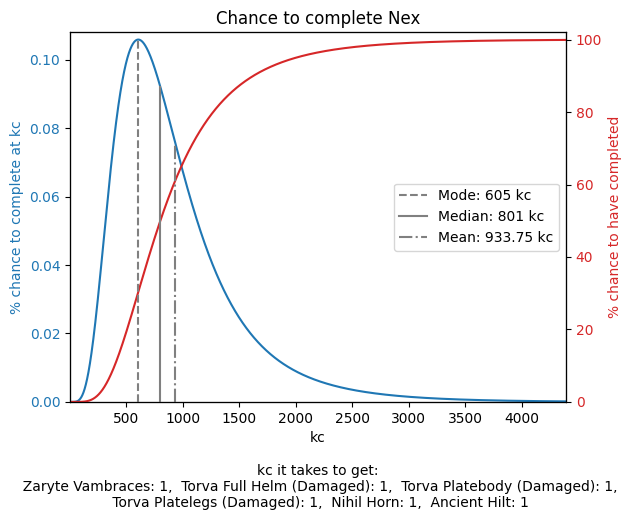 Chance to complete Nex
% chance to complete at kc
0.10
0.08
0.06
0.04
0.02
0.00
100
80
60
40
20
0
% chance to have completed
Mode: 605 kc
Median: 801 kc
Mean: 933.75 kc
500 1000 1500 2000 2500 3000 3500 4000
kc
kc it takes to get:
Zaryte Vambraces: 1,  Torva Full Helm (Damaged): 1,  Torva Platebody (Damaged): 1,
Torva Platelegs (Damaged): 1,  Nihil Horn: 1,  Ancient Hilt: 1